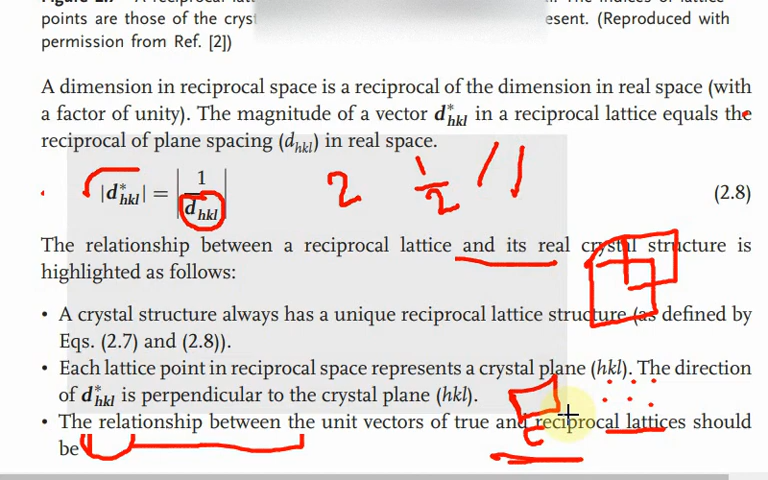 points are those of the cryst esent. (Reproduced with
permission from Ref. [2])
A dimension in reciprocal space is a reciprocal of the dimension in real space (with
a factor of unity). The magnitude of a vector d*hkl in a reciprocal lattice equals the
reciprocal of plane spacing (dhkl) in real space.
|d*hkl| = |1/dhkl| 2 1/2 (2.8)
The relationship between a reciprocal lattice and its real crystal structure is
highlighted as follows:
• A crystal structure always has a unique reciprocal lattice structure (as defined by
Eqs. (2.7) and (2.8)).
• Each lattice point in reciprocal space represents a crystal plane (hkl). The direction
of d*hkl is perpendicular to the crystal plane (hkl).
• The relationship between the unit vectors of true and reciprocal lattices should
be